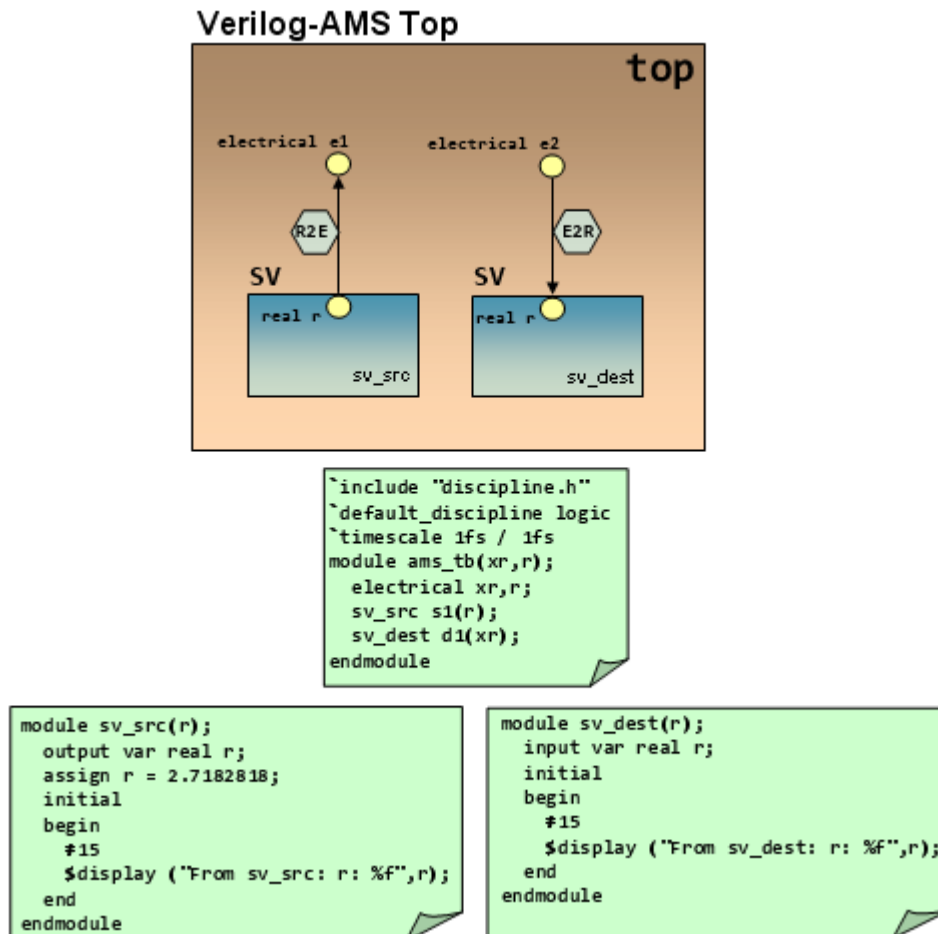 Verilog-AMS Top
top
electrical e1
electrical e2
R2E
E2R
SV
SV
real r
real r
sv_src
sv_dest
`include "discipline.h"
`default_discipline logic
`timescale 1fs / 1fs
module ams_tb(xr,r);
electrical xr,r;
sv_src s1(r);
sv_dest d1(xr);
endmodule
module sv_src(r);
output var real r;
assign r = 2.7182818;
initial
begin
#15
$display ("From sv_src: r: %f",r);
end
endmodule
module sv_dest(r);
input var real r;
initial
begin
#15
$display ("From sv_dest: r: %f",r);
end
endmodule